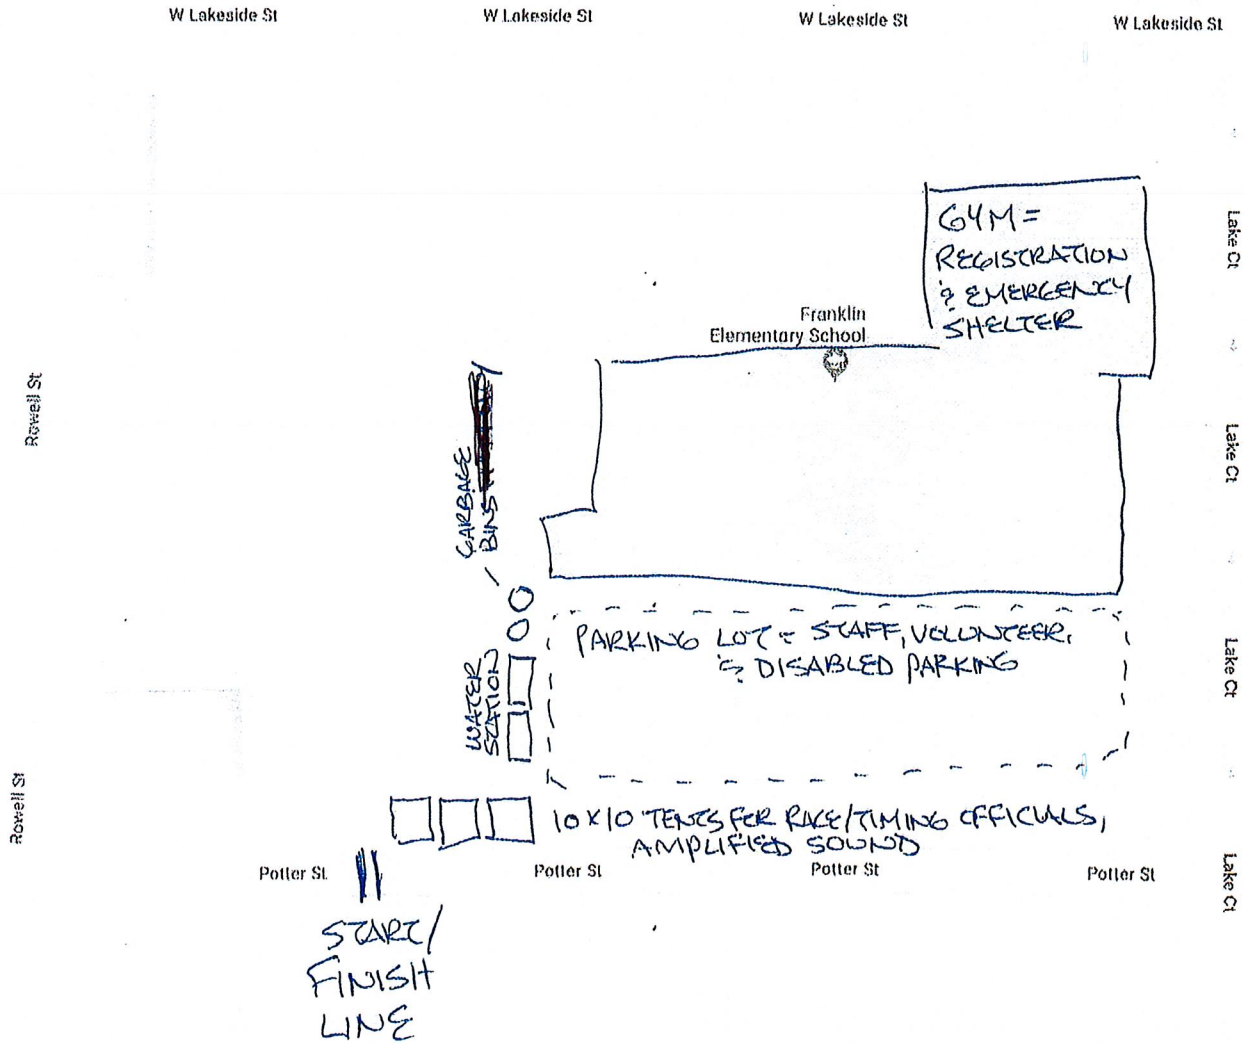 W Lakeside St
W Lakeside St
W Lakeside St
W Lakeside St
GYM =
REGISTRATION
& EMERGENCY
SHELTER
Lake Ct
Franklin
Elementary School
Lake Ct
Rowell St
GARBAGE
BINS
Lake Ct
PARKING LOT = STAFF, VOLUNTEER,
& DISABLED PARKING
WATER
STATION
Rowell St
10 X 10 TENTS FOR RACE/TIMING OFFICIALS,
AMPLIFIED SOUND
Potter St
Potter St
Potter St
Potter St
Lake Ct
START/
FINISH
LINE